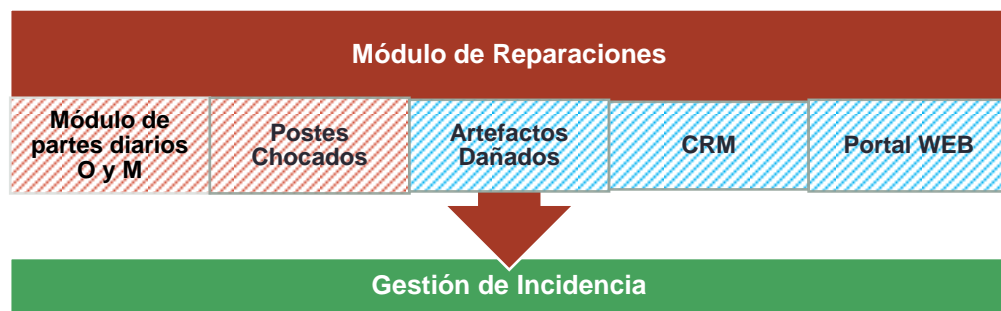 Módulo de Reparaciones
Módulo de
partes diarios
O y M
Postes
Chocados
Artefactos
Dañados
CRM
Portal WEB
Gestión de Incidencia